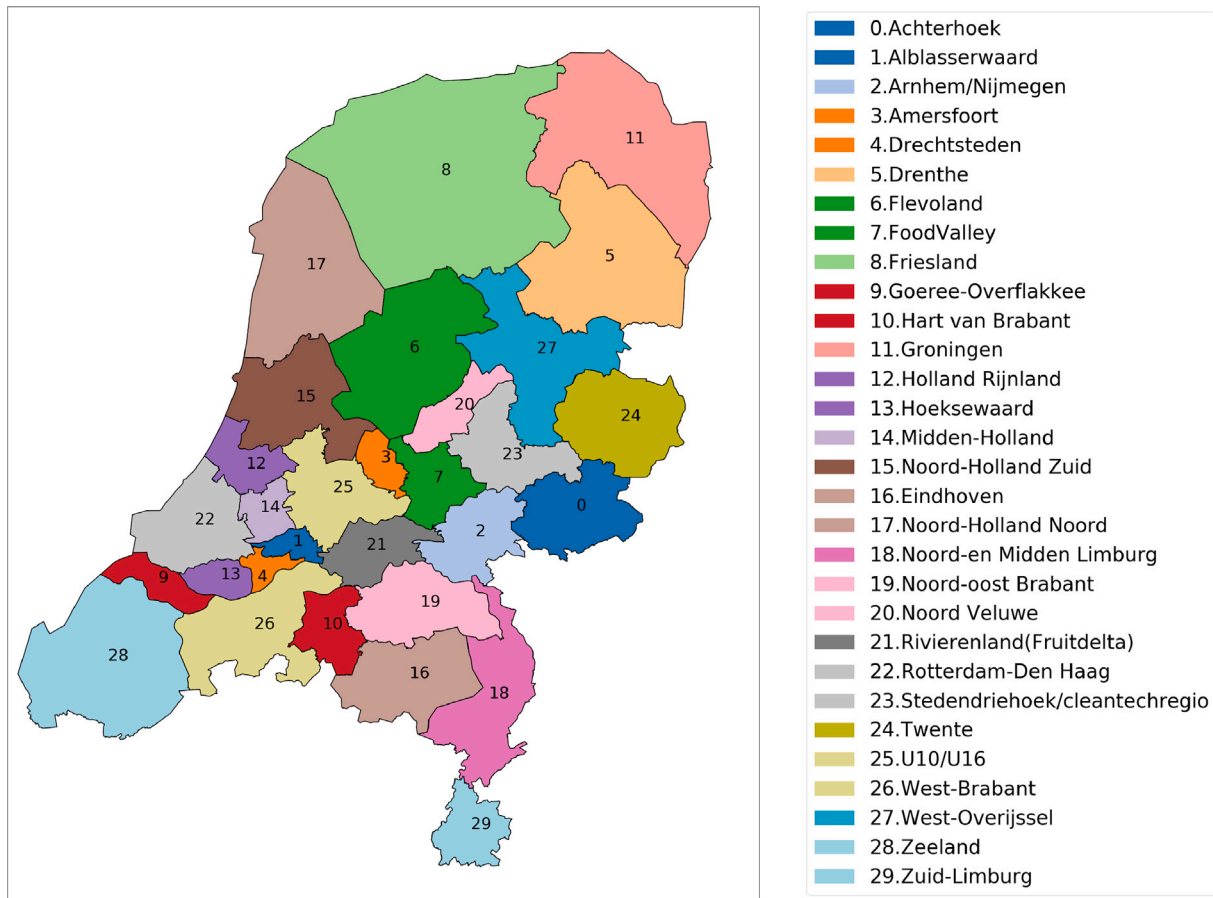 11
8
5
17
6
27
20
15
24
3
23
12
25
7
14
0
22
2
1
21
9
13
4
19
10
26
28
16
18
29
0.Achterhoek
1.Alblasserwaard
2.Arnhem/Nijmegen
3.Amersfoort
4.Drechtsteden
5.Drenthe
6.Flevoland
7.FoodValley
8.Friesland
9.Goeree-Overflakkee
10.Hart van Brabant
11.Groningen
12.Holland Rijnland
13.Hoeksewaard
14.Midden-Holland
15.Noord-Holland Zuid
16.Eindhoven
17.Noord-Holland Noord
18.Noord-en Midden Limburg
19.Noord-oost Brabant
20.Noord Veluwe
21.Rivierenland(Fruitdelta)
22.Rotterdam-Den Haag
23.Stedendriehoek/cleantechregio
24.Twente
25.U10/U16
26.West-Brabant
27.West-Overijssel
28.Zeeland
29.Zuid-Limburg